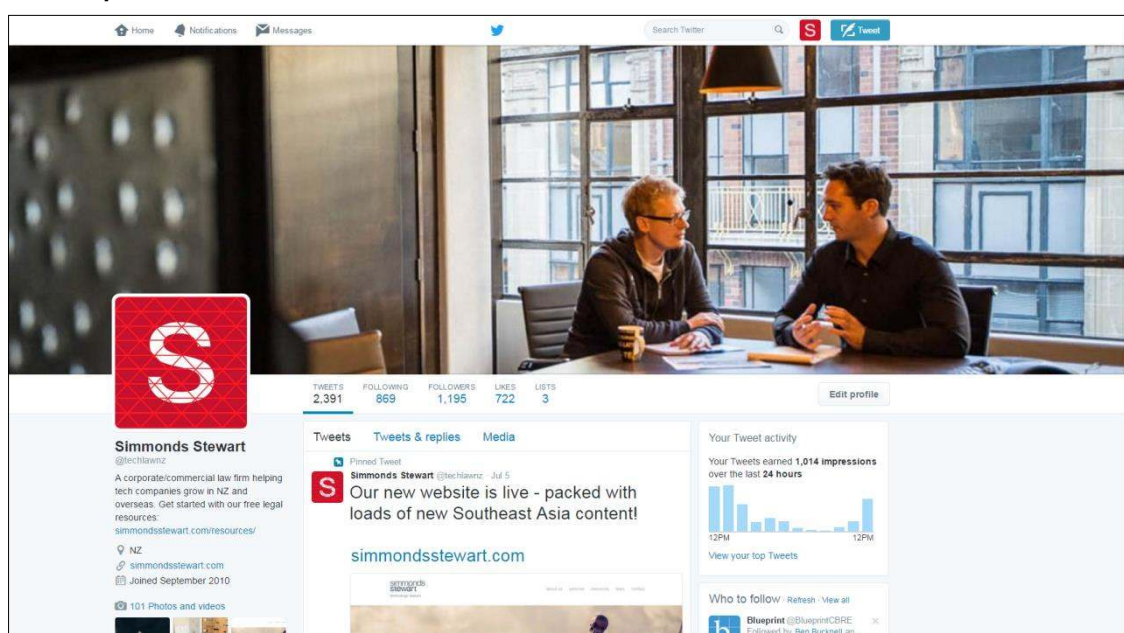 Home Notifications Messages Search Twitter S Tweet
S
TWEETS FOLLOWING FOLLOWERS LIKES LISTS
2,391 869 1,195 722 3
Edit profile
Simmonds Stewart
@techlawnz
A corporate/commercial law firm helping
tech companies grow in NZ and
overseas. Get started with our free legal
resources:
simmondsstewart.com/resources/
NZ
simmondsstewart.com
Joined September 2010
101 Photos and videos
Tweets Tweets & replies Media
Pinned Tweet
S
Simmonds Stewart @techlawnz · Jul 5
Our new website is live - packed with
loads of new Southeast Asia content!
simmondsstewart.com
simmonds
stewart
Your Tweet activity
Your Tweets earned 1,014 impressions
over the last 24 hours
12PM 12PM
View your top Tweets
Who to follow · Refresh · View all
b
Blueprint @BlueprintCBRE
Followed by Ben Bucknell an